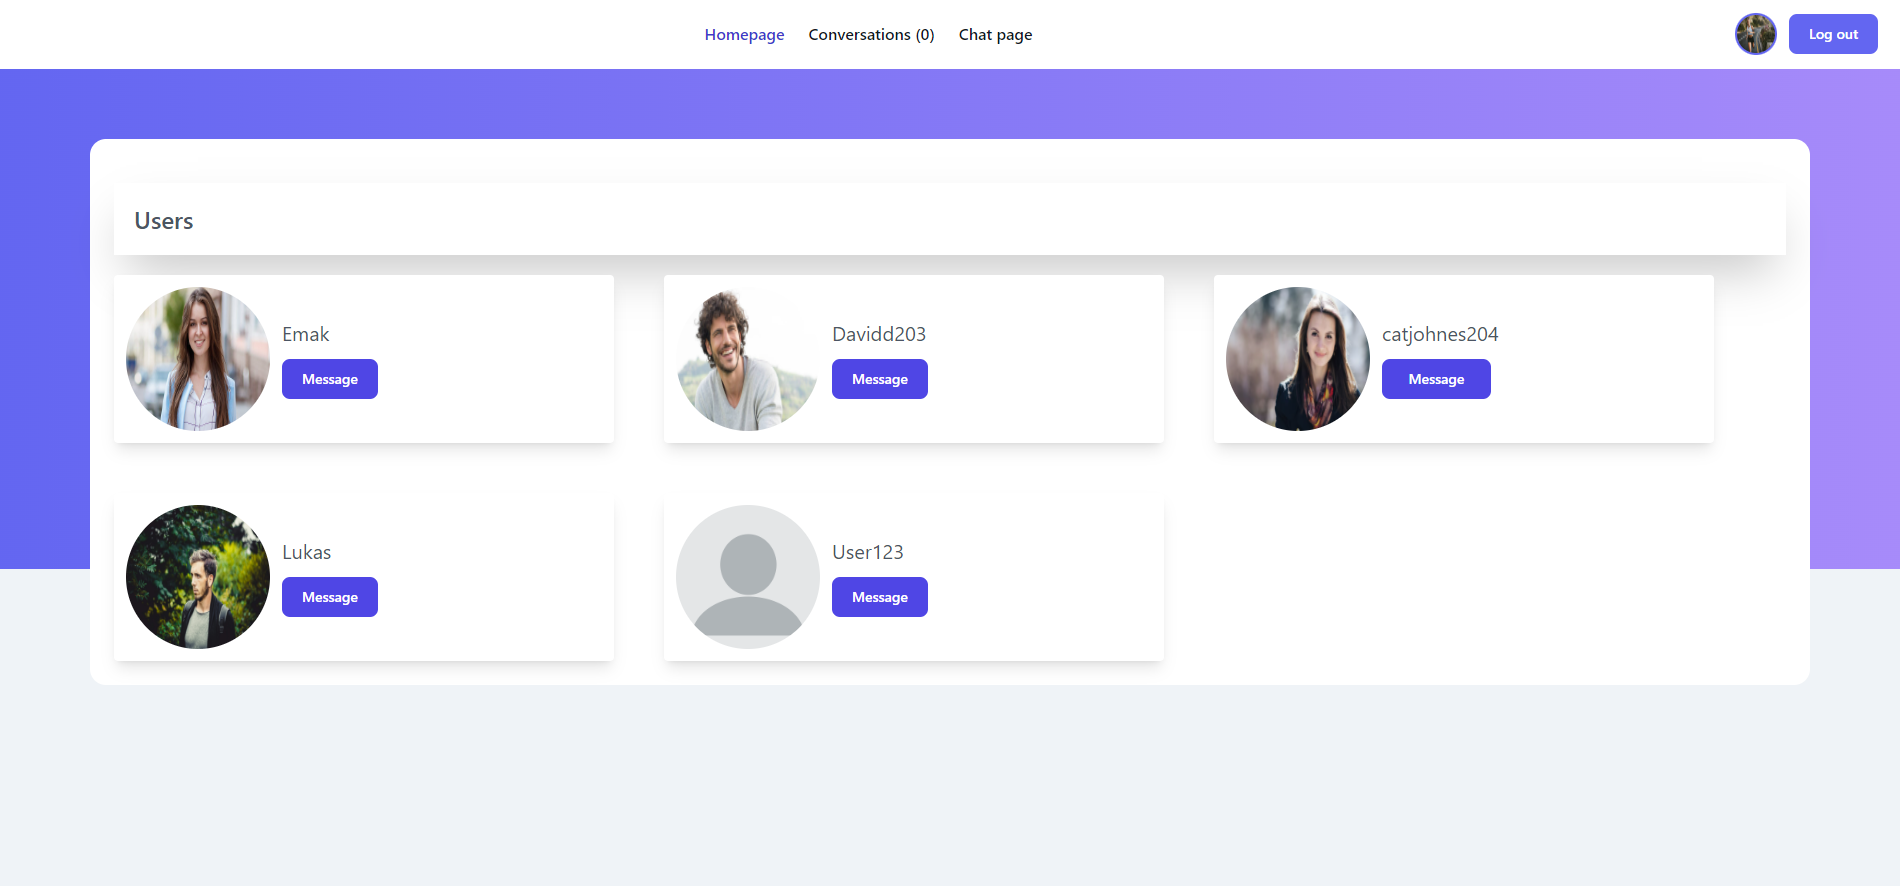 Homepage Conversations (0) Chat page Log out
Users
Emak
Message
Davidd203
Message
catjohnes204
Message
Lukas
Message
User123
Message